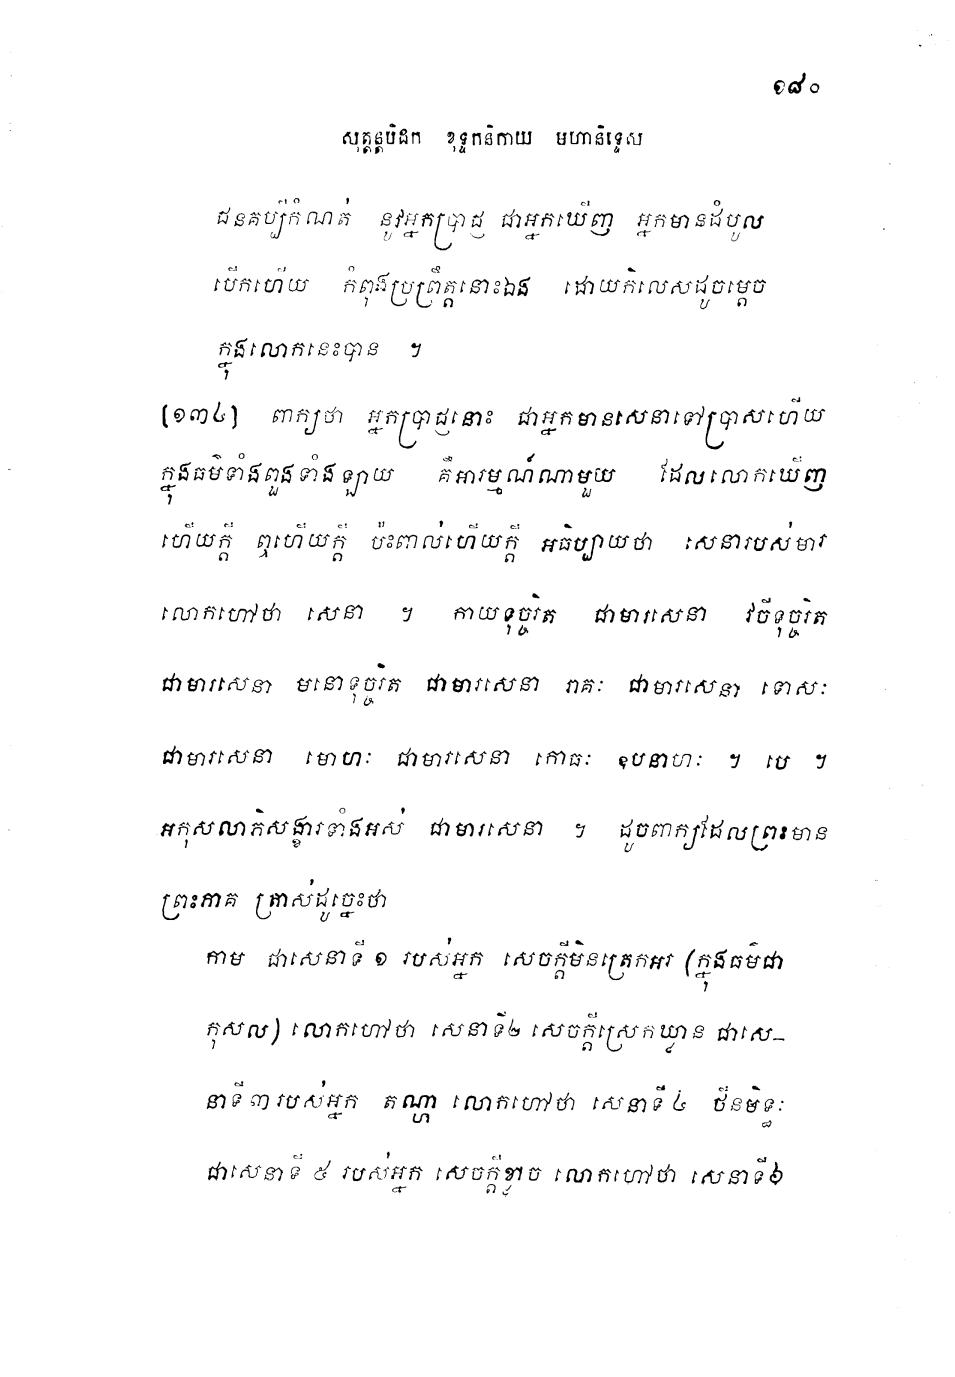 ១៨០
សុត្តន្តបិដក ខុទ្ទកនិកាយ មហានិទ្ទេស
ជនគប្បីកំណត់ នូវអ្នកប្រាជ្ញ ជាអ្នកឃើញ អ្នកមានដំបូល
បើកហើយ កំពុងប្រព្រឹត្តនោះឯង ដោយកិលេសដូចម្តេច
ក្នុងលោកនេះបាន ។
(១៣៤) ពាក្យថា អ្នកប្រាជ្ញនោះ ជាអ្នកមានសេនាទៅប្រាសហើយ
ក្នុងធម៌ទាំងពួងទាំងឡាយ គឺអារម្មណ៍ណាមួយ ដែលលោកឃើញ
ហើយក្តី ឮហើយក្តី ប៉ះពាល់ហើយក្តី អធិប្បាយថា សេនារបស់មារ
លោកហៅថា សេនា ។ កាយទុច្ចរិត ជាមារសេនា វចីទុច្ចរិត
ជាមារសេនា មនោទុច្ចរិត ជាមារសេនា រាគៈ ជាមារសេនា ទោសៈ
ជាមារសេនា មោហៈ ជាមារសេនា កោធៈ ឧបនាហៈ ។ បេ ។
អកុសលាភិសង្ខារទាំងអស់ ជាមារសេនា ។ ដូចពាក្យដែលព្រះមាន
ព្រះភាគ ត្រាស់ដូច្នេះថា
កាម ជាសេនាទី ១ របស់អ្នក សេចក្តីមិនត្រេកអរ (ក្នុងធម៌ជា
កុសល) លោកហៅថា សេនាទី២ សេចក្តីស្រេកឃ្លាន ជាសេ-
នាទី ៣ របស់អ្នក តណ្ហា លោកហៅថា សេនាទី ៤ ថីនមិទ្ធៈ
ជាសេនាទី ៥ របស់អ្នក សេចក្តីខ្លាច លោកហៅថា សេនាទី៦